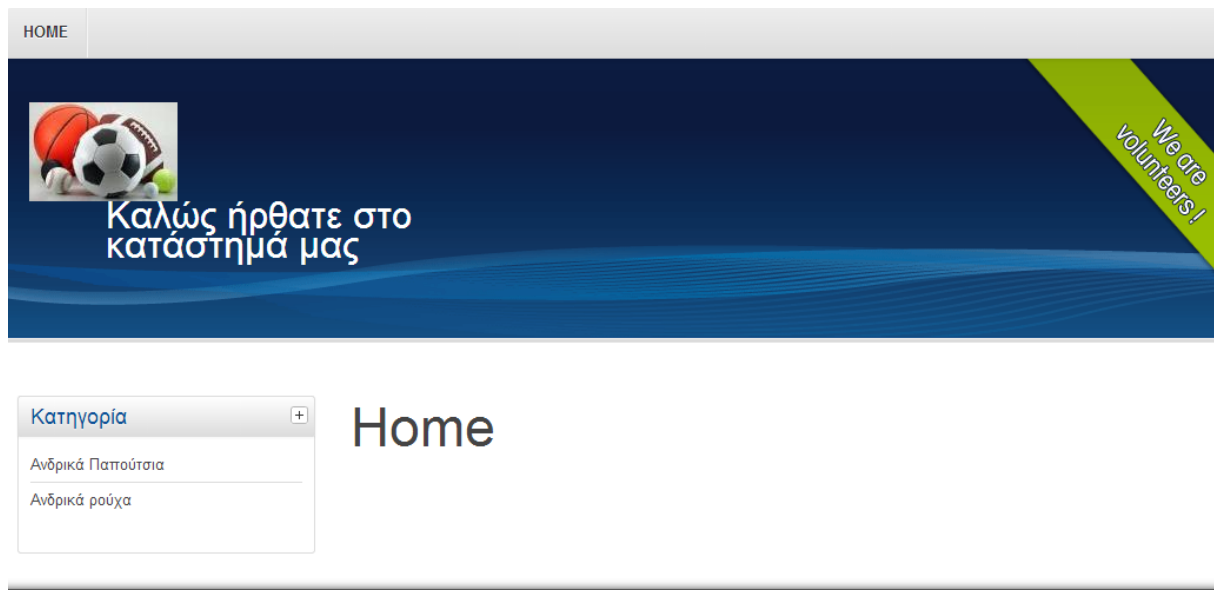 HOME
We are
volunteers !
Καλώς ήρθατε στο
κατάστημά μας
Κατηγορία
Ανδρικά Παπούτσια
Ανδρικά ρούχα
Home